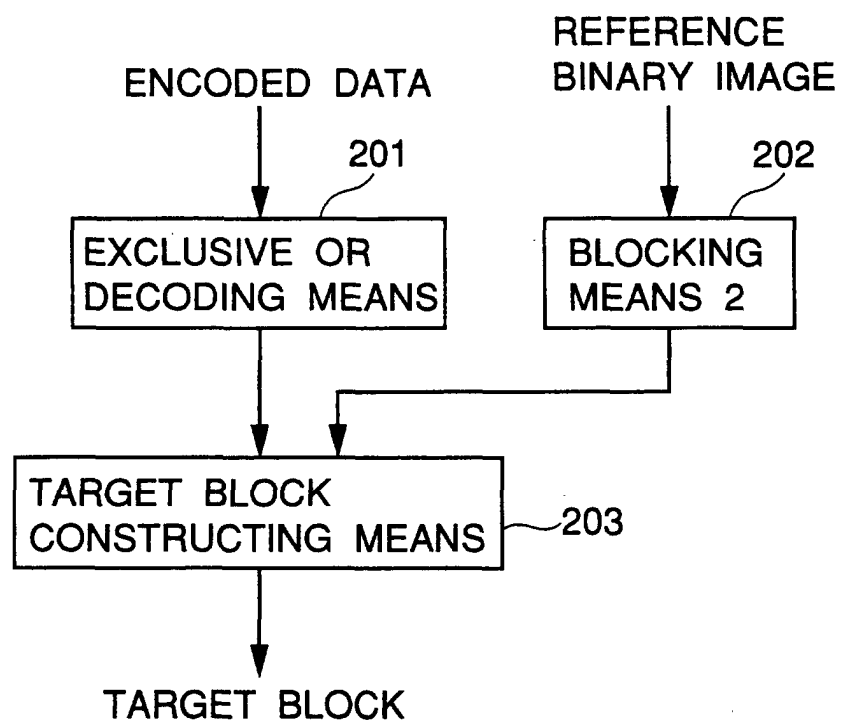 REFERENCE
BINARY IMAGE
ENCODED DATA
201
202
EXCLUSIVE OR
DECODING MEANS
BLOCKING
MEANS 2
TARGET BLOCK
CONSTRUCTING MEANS
203
TARGET BLOCK